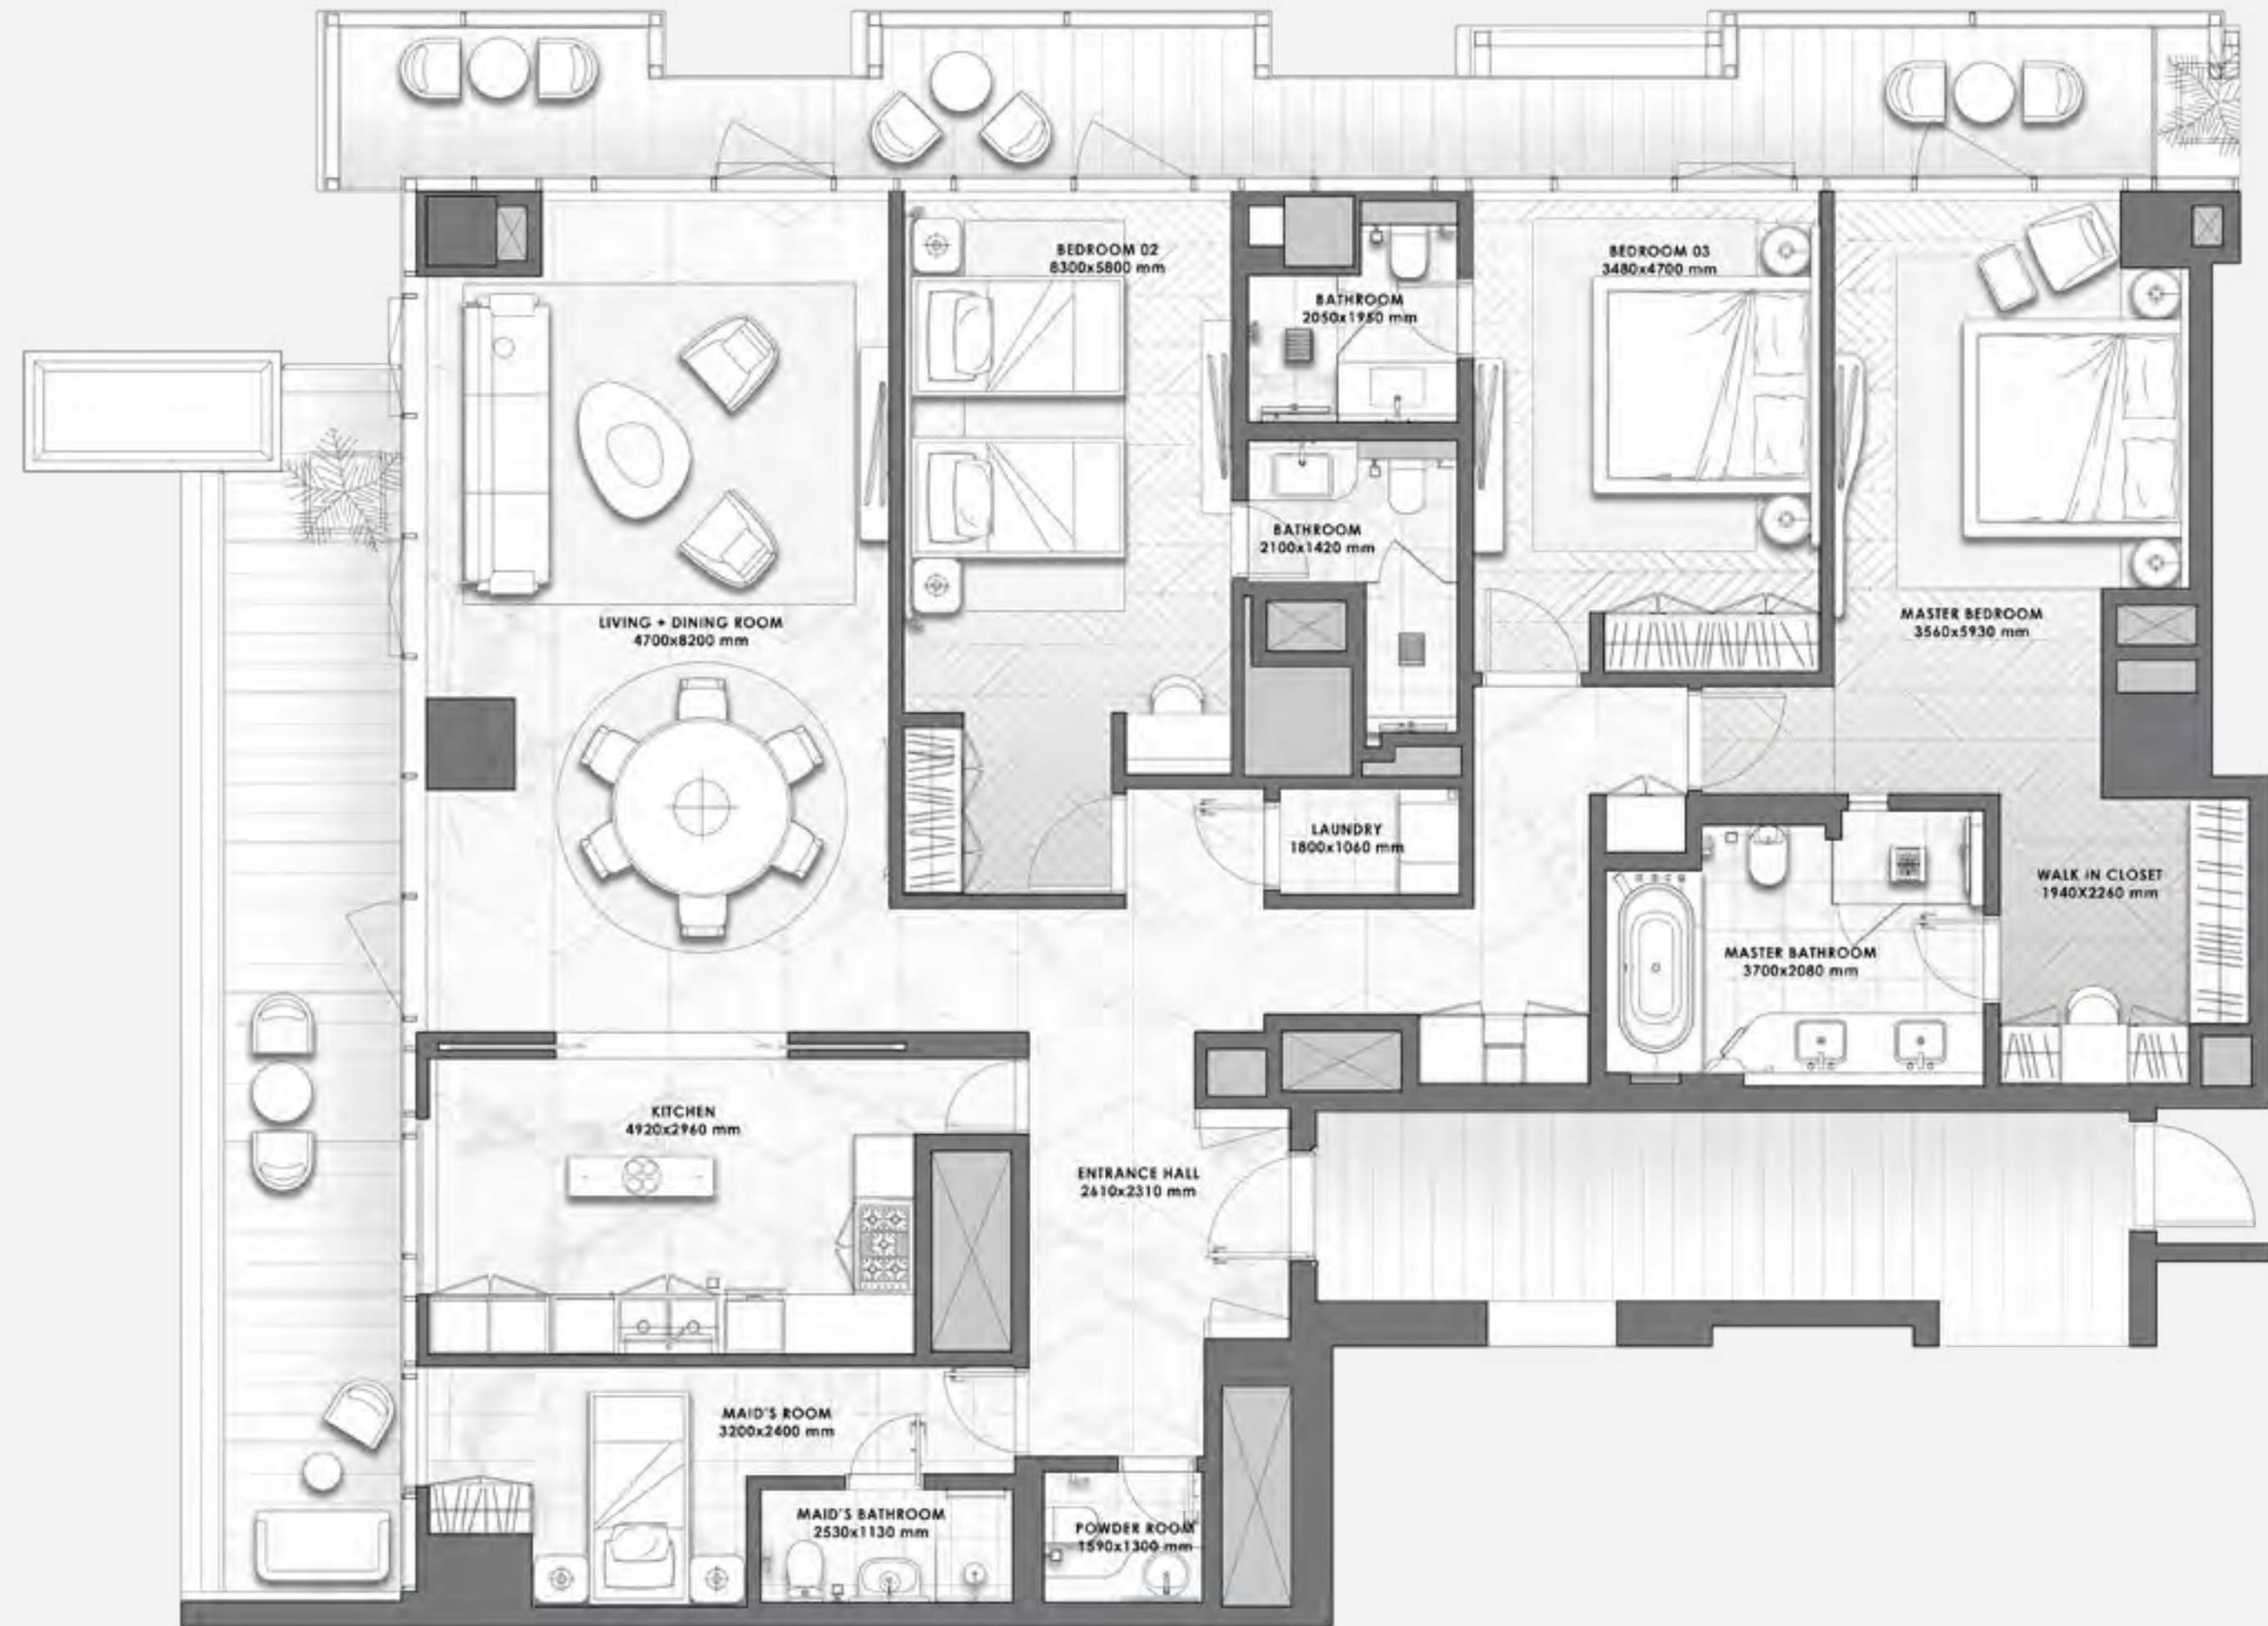 BEDROOM 02
8300x5800 mm
BEDROOM 03
3480x4700 mm
BATHROOM
2050x1950 mm
BATHROOM
2100x1420 mm
LIVING + DINING ROOM
4700x8200 mm
MASTER BEDROOM
3560x5930 mm
LAUNDRY
1800x1060 mm
WALK IN CLOSET
1940X2260 mm
MASTER BATHROOM
3700x2080 mm
KITCHEN
4920x2960 mm
ENTRANCE HALL
2610x2310 mm
MAID'S ROOM
3200x2400 mm
MAID'S BATHROOM
2530x1130 mm
POWDER ROOM
1590x1300 mm